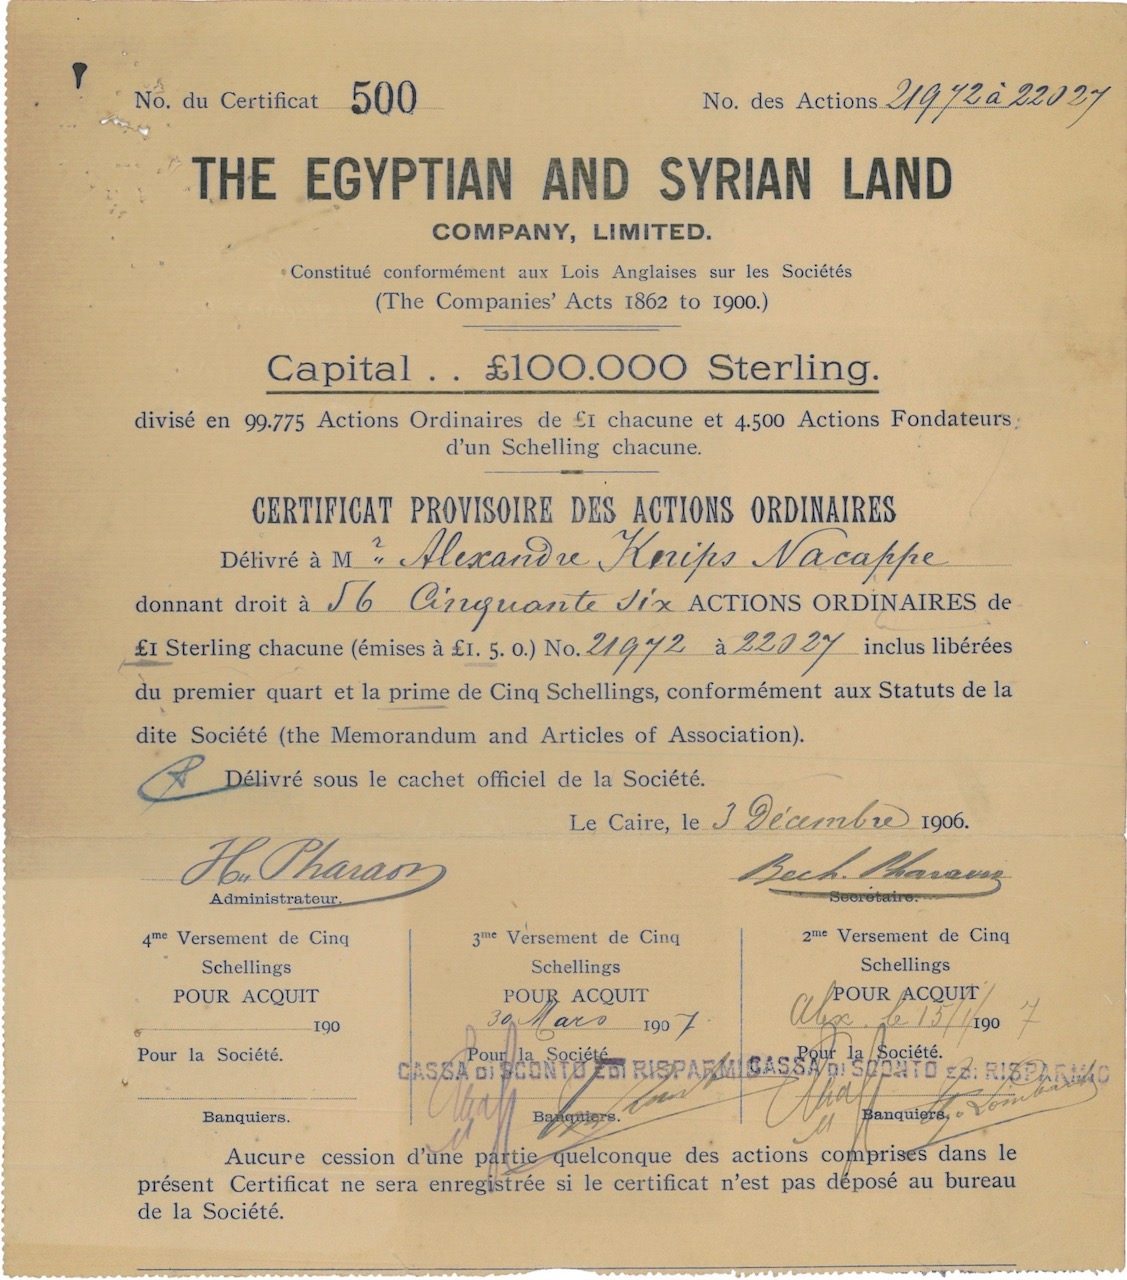 No. du Certificat 500
No. des Actions 21972 à 22027
THE EGYPTIAN AND SYRIAN LAND
COMPANY, LIMITED.
Constitué conformément aux Lois Anglaises sur les Sociétés
(The Companies' Acts 1862 to 1900.)
Capital . . £100.000 Sterling.
divisé en 99.775 Actions Ordinaires de £1 chacune et 4.500 Actions Fondateurs
d'un Schelling chacune.
CERTIFICAT PROVISOIRE DES ACTIONS ORDINAIRES
Délivré à Mr Alexandre Knips Nacappe
donnant droit à 56 Cinquante six ACTIONS ORDINAIRES de
£1 Sterling chacune (émises à £1. 5. 0.) No. 21972 à 22027 inclus libérées
du premier quart et la prime de Cinq Schellings, conformément aux Statuts de la
dite Société (the Memorandum and Articles of Association).
Délivré sous le cachet officiel de la Société.
Le Caire, le 3 Décembre 1906.
H. Pharaon
Administrateur.
Bech. Pharaon
Secrétaire.
4me Versement de Cinq
Schellings
POUR ACQUIT
190
Pour la Société.
Banquiers.
3me Versement de Cinq
Schellings
POUR ACQUIT
30 Mars 1907
Pour la Société
CASSA DI SCONTO E DI RISPARMIO
Banquiers.
2me Versement de Cinq
Schellings
POUR ACQUIT
Alex. le 15/1/1907
Pour la Société.
CASSA DI SCONTO E DI RISPARMIO
Banquiers.
Aucure cession d'une partie quelconque des actions comprises dans le
présent Certificat ne sera enregistrée si le certificat n'est pas déposé au bureau
de la Société.